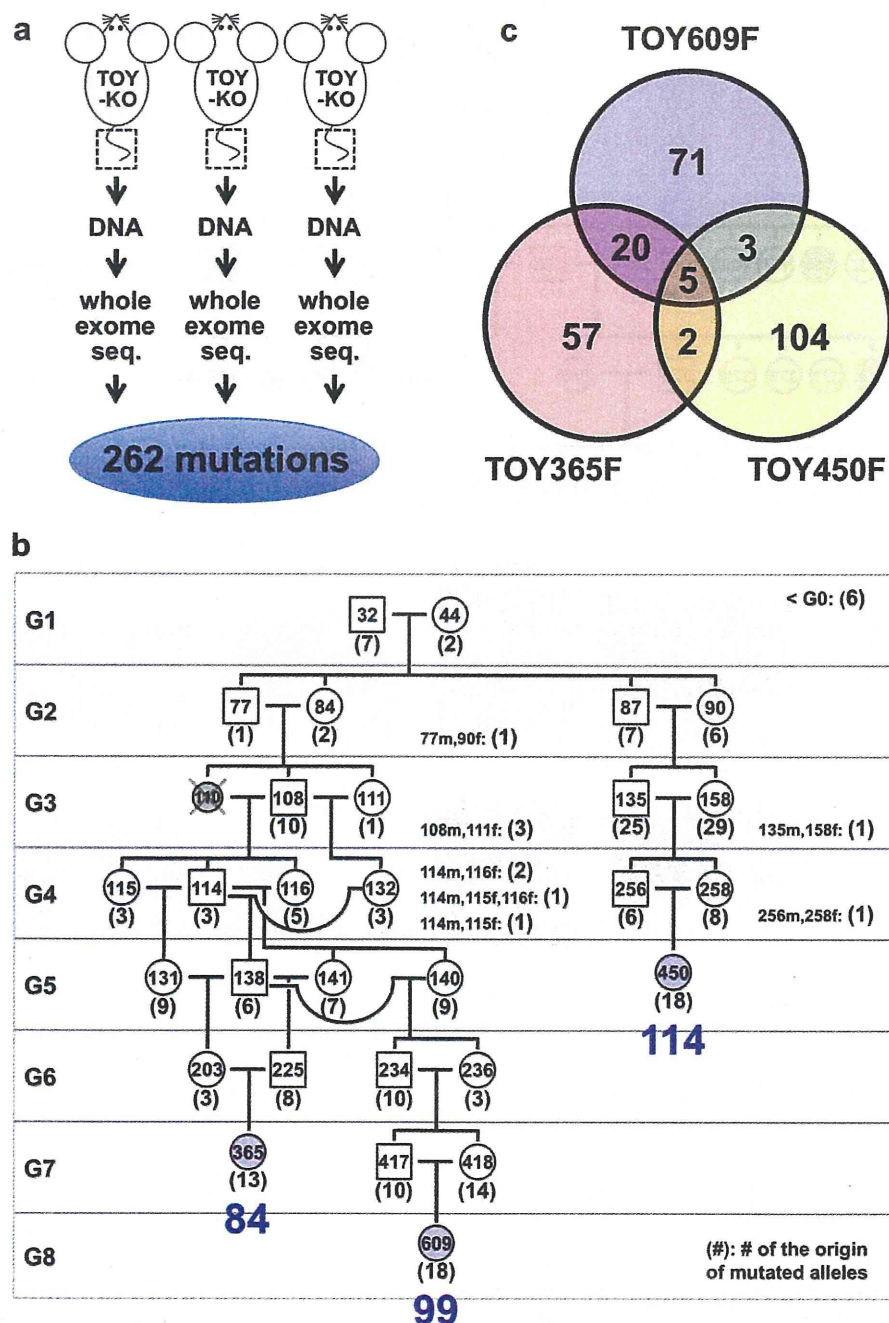 a
TOY
-KO
TOY
-KO
TOY
-KO
DNA
DNA
DNA
whole
exome
seq.
whole
exome
seq.
whole
exome
seq.
262 mutations
c
TOY609F
71
20
3
5
57
2
104
TOY365F
TOY450F
b
G1
32
(7)
44
(2)
< G0: (6)
G2
77
(1)
84
(2)
77m,90f: (1)
87
(7)
90
(6)
G3
110
108
(10)
111
(1)
108m,111f: (3)
135
(25)
158
(29)
135m,158f: (1)
G4
115
(3)
114
(3)
116
(5)
132
(3)
114m,116f: (2)
114m,115f,116f: (1)
114m,115f: (1)
256
(6)
258
(8)
256m,258f: (1)
G5
131
(9)
138
(6)
141
(7)
140
(9)
450
(18)
114
G6
203
(3)
225
(8)
234
(10)
236
(3)
G7
365
(13)
84
417
(10)
418
(14)
G8
609
(18)
99
(#): # of the origin
of mutated alleles